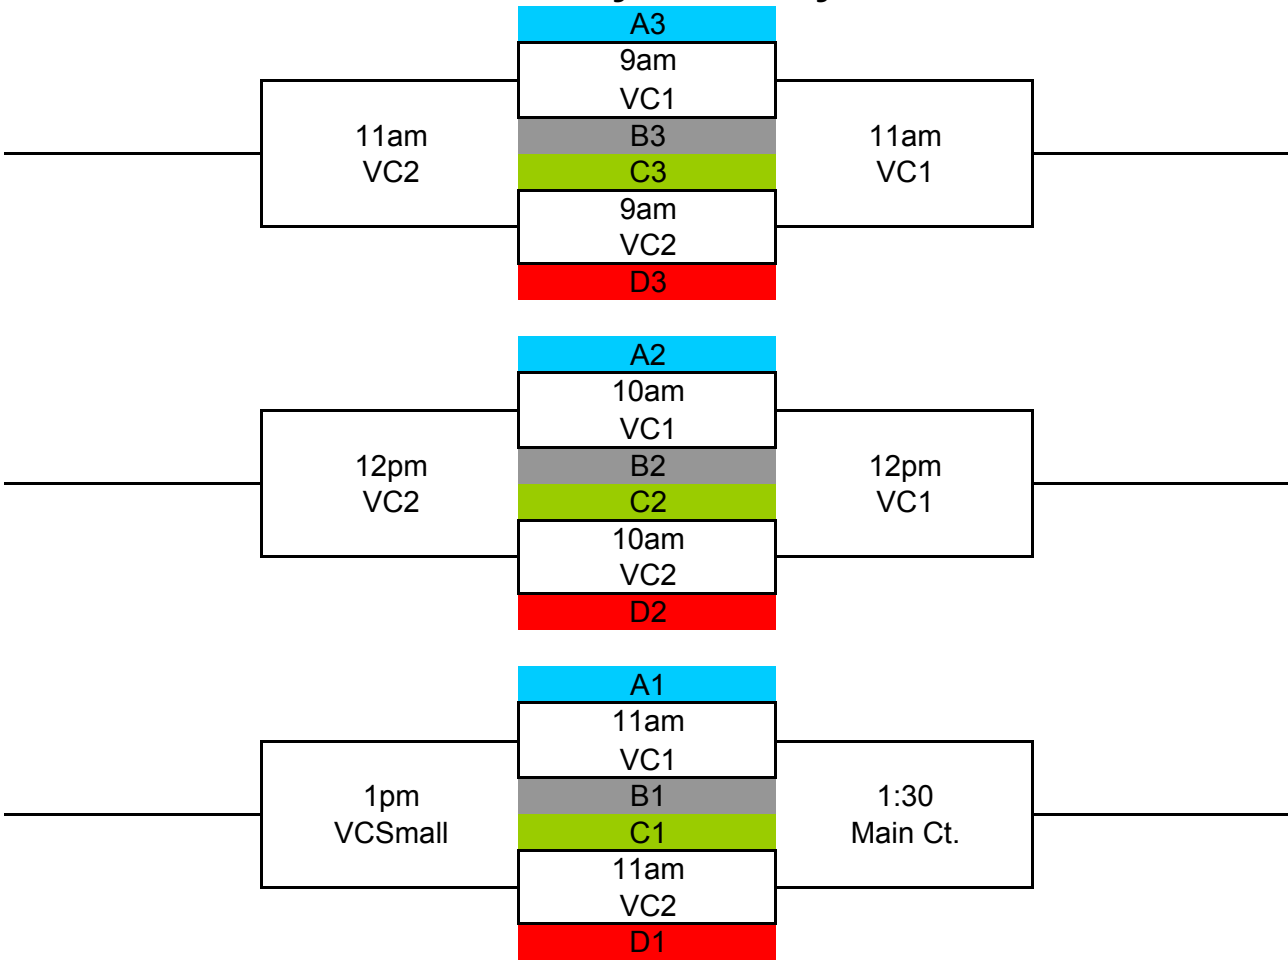 A3
9am
VC1
11am
VC2
B3
C3
11am
VC1
9am
VC2
D3
A2
10am
VC1
12pm
VC2
B2
C2
12pm
VC1
10am
VC2
D2
A1
11am
VC1
1pm
VCSmall
B1
C1
1:30
Main Ct.
11am
VC2
D1